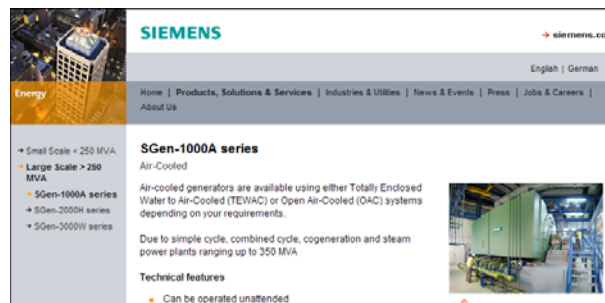 SIEMENS
→ siemens.co
English | German
Energy
Home | Products, Solutions & Services | Industries & Utilities | News & Events | Press | Jobs & Careers |
About Us
→ Small Scale < 250 MVA
Large Scale > 250
MVA
SGen-1000A series
→ SGen-2000H series
→ SGen-3000W series
SGen-1000A series
Air-Cooled
Air-cooled generators are available using either Totally Enclosed
Water to Air-Cooled (TEWAC) or Open Air-Cooled (OAC) systems
depending on your requirements.
Due to simple cycle, combined cycle, cogeneration and steam
power plants ranging up to 350 MVA
Technical features
Can be operated unattended